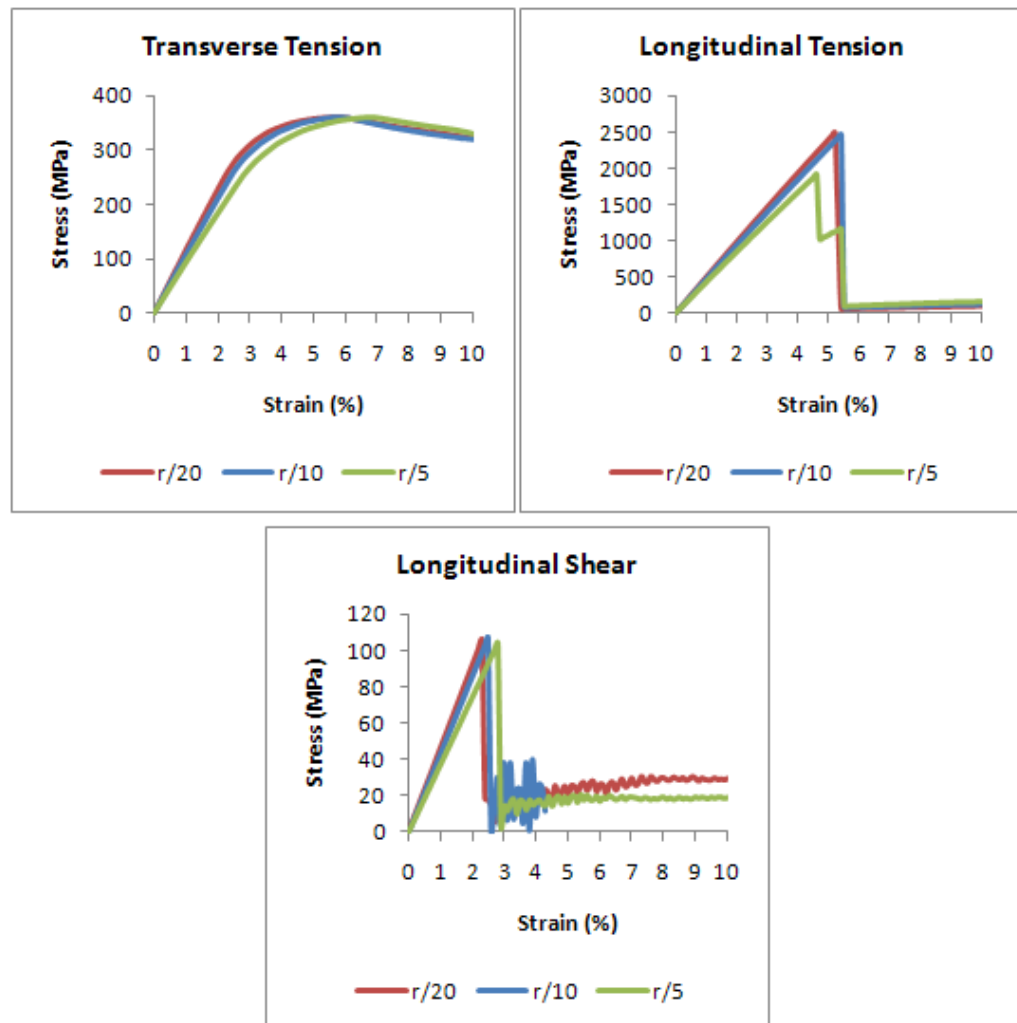 Transverse Tension
400
300
200
100
0
Stress (MPa)
0 1 2 3 4 5 6 7 8 9 10
Strain (%)
r/20 r/10 r/5
Longitudinal Tension
3000
2500
2000
1500
1000
500
0
Stress (MPa)
0 1 2 3 4 5 6 7 8 9 10
Strain (%)
r/20 r/10 r/5
Longitudinal Shear
120
100
80
60
40
20
0
Stress (MPa)
0 1 2 3 4 5 6 7 8 9 10
Strain (%)
r/20 r/10 r/5